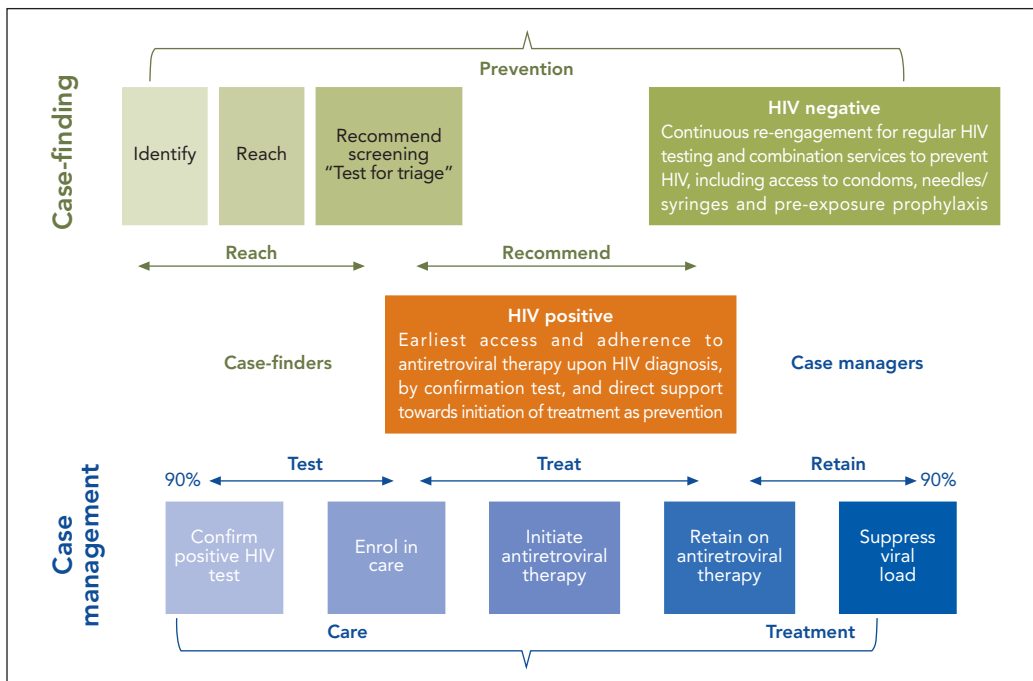 Prevention
Case-finding
Identify
Reach
Recommend
screening
“Test for triage”
HIV negative
Continuous re-engagement for regular HIV
testing and combination services to prevent
HIV, including access to condoms, needles/
syringes and pre-exposure prophylaxis
Reach
Recommend
HIV positive
Earliest access and adherence to
antiretroviral therapy upon HIV diagnosis,
by confirmation test, and direct support
towards initiation of treatment as prevention
Case-finders
Case managers
Case
management
90%
Test
Treat
Retain
90%
Confirm
positive HIV
test
Enrol in
care
Initiate
antiretroviral
therapy
Retain on
antiretroviral
therapy
Suppress
viral
load
Care
Treatment